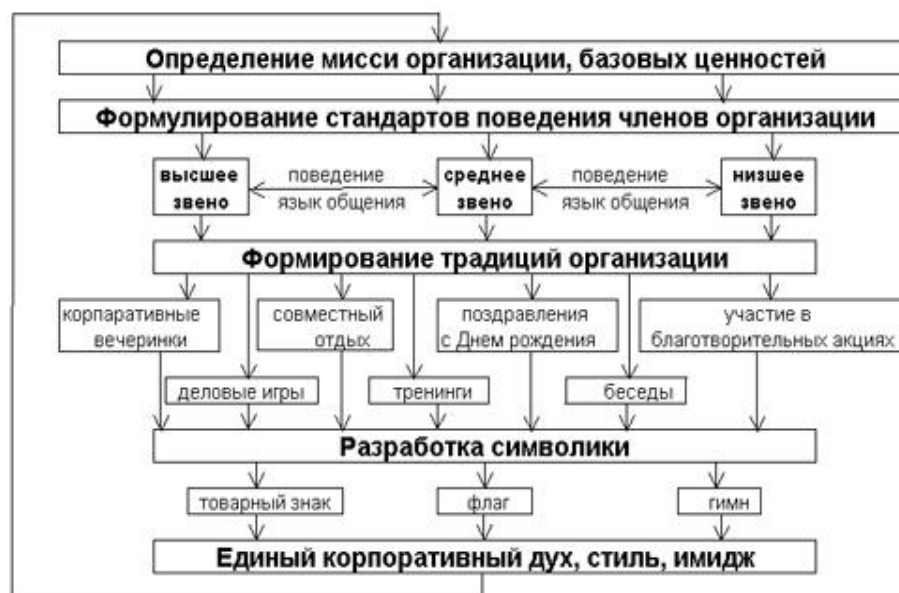 Определение мисси организации, базовых ценностей
Формулирование стандартов поведения членов организации
высшее
звено
поведение
язык общения
среднее
звено
поведение
язык общения
низшее
звено
Формирование традиций организации
корпаративные
вечеринки
совместный
отдых
поздравления
с Днем рождения
участие в
благотворительных акциях
деловые игры
тренинги
беседы
Разработка символики
товарный знак
флаг
гимн
Единый корпоративный дух, стиль, имидж